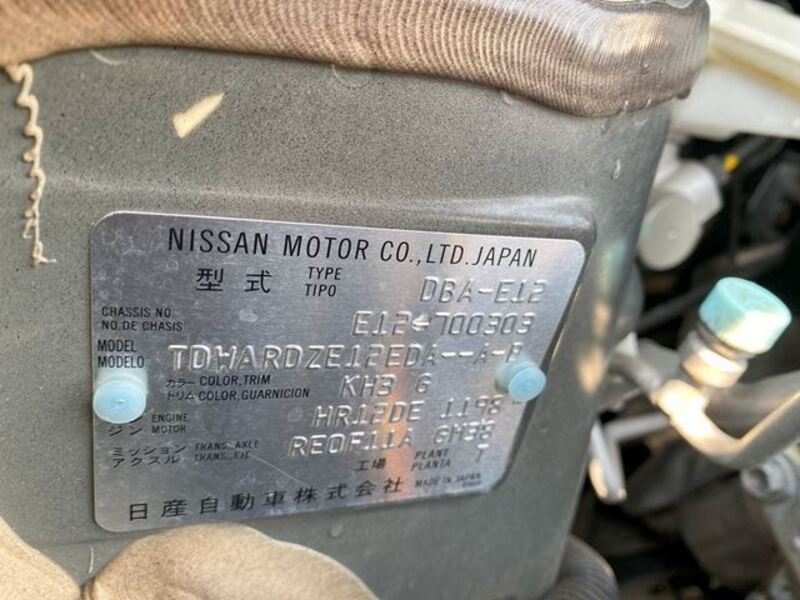 NISSAN MOTOR CO.,LTD.JAPAN
型式 TYPE TIPO DBA-E12
CHASSIS NO. NO.DE CHASIS E12-700303
MODEL MODELO TDWARDZE12EDA--A-
カラー COLOR,TRIM トリム COLOR,GUARNICION KH3 G
ENGINE ジン MOTOR HR12DE 1198
ミッション TRANS.,AXLE アクスル TRANS.,EJE RE0F11A GH38
工場 PLANT PLANTA
日産自動車株式会社 MADE IN JAPAN